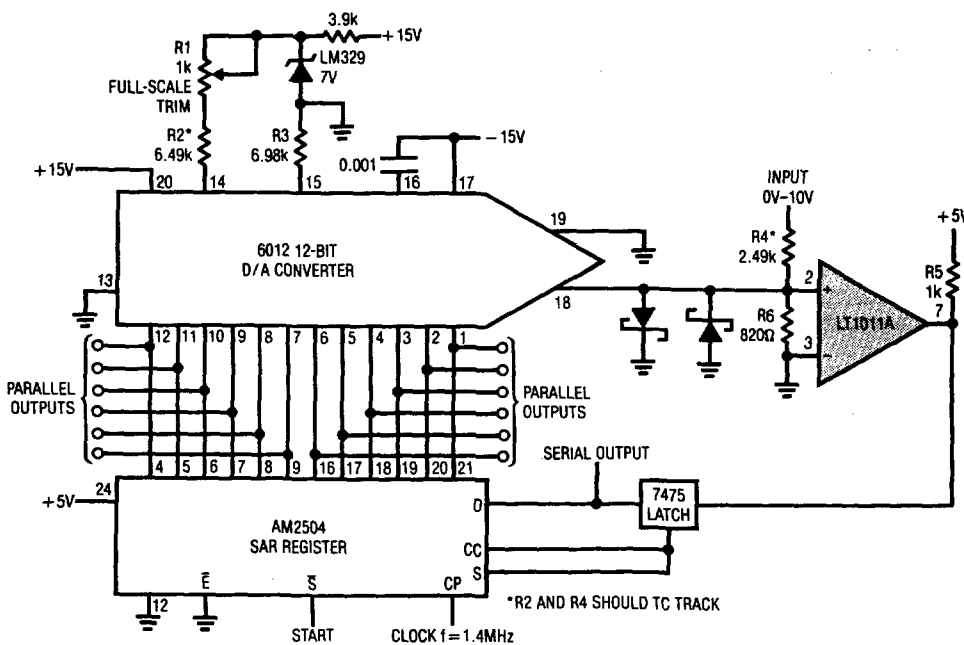 3.9k
+15V
R1
1k
FULL-SCALE
TRIM
LM329
7V
R2*
6.49k
R3
6.98k
-15V
0.001
+15V
20
14
15
16
17
INPUT
0V-10V
+5V
6012 12-BIT
D/A CONVERTER
19
R4*
2.49k
R5
1k
13
18
2
+
LT1011A
7
R6
820Ω
3
-
12
11
10
9
8
7
6
5
4
3
2
1
PARALLEL
OUTPUTS
PARALLEL
OUTPUTS
4
5
6
7
8
9
16
17
18
19
20
21
SERIAL OUTPUT
+5V
24
AM2504
SAR REGISTER
D
7475
LATCH
CC
S
E̅
S̅
CP
12
*R2 AND R4 SHOULD TC TRACK
START
CLOCK f = 1.4MHz